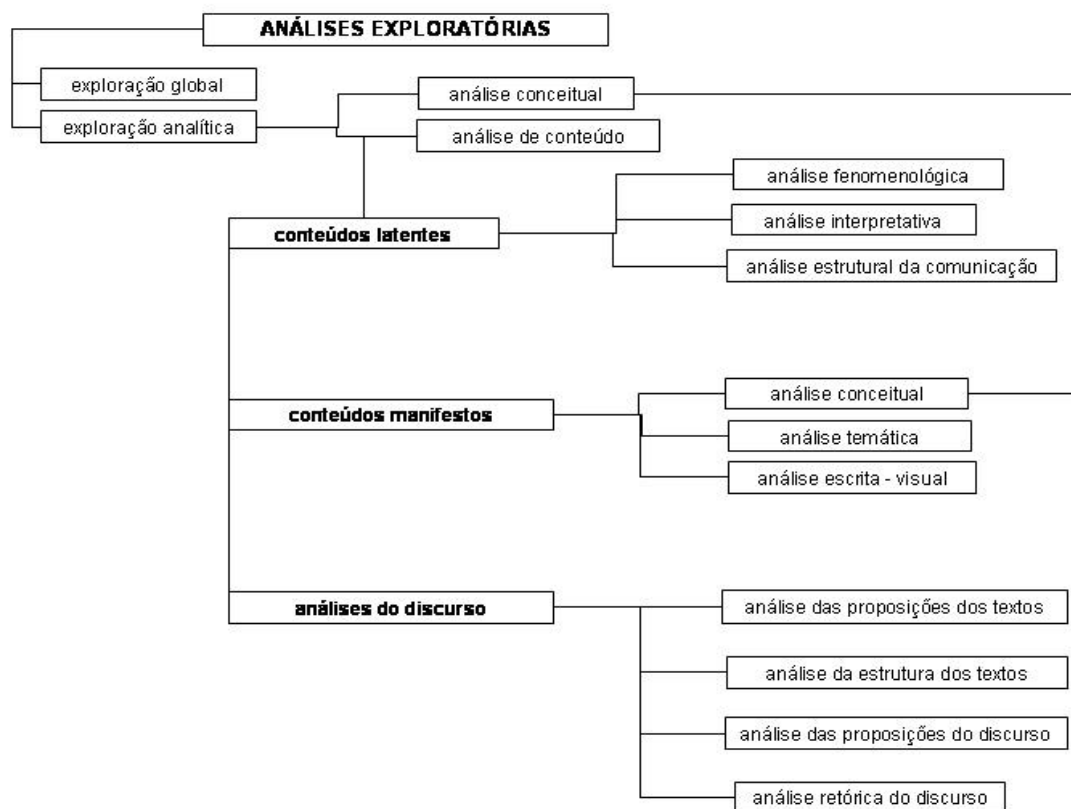 ANÁLISES EXPLORATÓRIAS
exploração global
análise conceitual
exploração analítica
análise de conteúdo
análise fenomenológica
análise interpretativa
conteúdos latentes
análise estrutural da comunicação
análise conceitual
conteúdos manifestos
análise temática
análise escrita - visual
análises do discurso
análise das proposições dos textos
análise da estrutura dos textos
análise das proposições do discurso
análise retórica do discurso